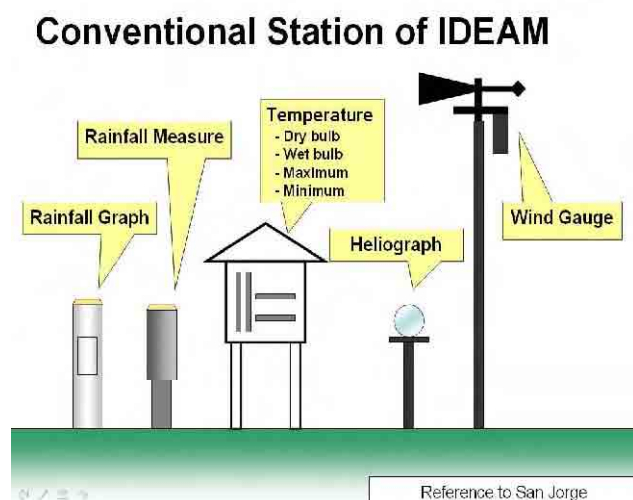 Conventional Station of IDEAM
Temperature
- Dry bulb
- Wet bulb
- Maximum
- Minimum
Rainfall Measure
Rainfall Graph
Heliograph
Wind Gauge
Reference to San Jorge